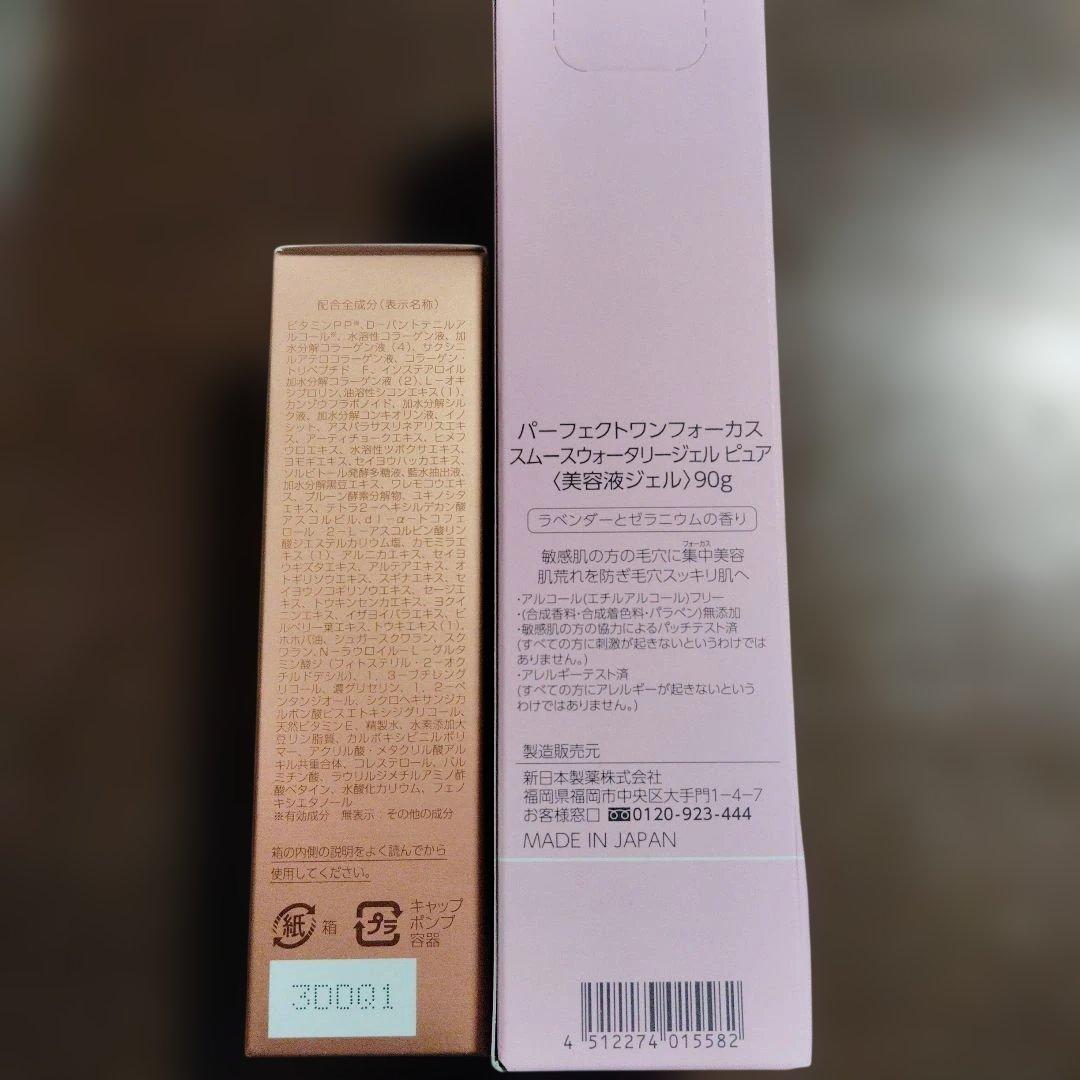 配合全成分(表示名称)
ビタミンPP※、D-パントテニルア
ルコール※、水溶性コラーゲン液、加
水分解コラーゲン液(4)、サクシニ
ルアテロコラーゲン液、コラーゲン・
トリペプチド F、イソステアロイル
加水分解コラーゲン液(2)、L-オキ
シプロリン、油溶性シコンエキス(1)、
カンゾウフラボノイド、加水分解シル
ク液、加水分解コンキオリン液、イノ
シット、アスパラサスリネアリスエキ
ス、アーティチョークエキス、ヒメフ
ウロエキス、水溶性ツボクサエキス、
ヨモギエキス、セイヨウハッカエキス、
ソルビトール発酵多糖液、藍水抽出液、
加水分解黒豆エキス、ワレモコウエキ
ス、プルーン酵素分解物、ユキノシタ
エキス、テトラ2-ヘキシルデカン酸
アスコルビル、dl-α-トコフェ
ロール 2-L-アスコルビン酸リン
酸ジエステルカリウム塩、カモミラエ
キス(1)、アルニカエキス、セイヨ
ウキズタエキス、アルテアエキス、オ
トギリソウエキス、スギナエキス、セ
イヨウノコギリソウエキス、セージエ
キス、トウキンセンカエキス、ヨクイ
ニンエキス、イザヨイバラエキス、ビ
ルベリー葉エキス、トウキエキス(1)、
ホホバ油、シュガースクワラン、スク
ワラン、N-ラウロイル-L-グルタ
ミン酸ジ(フィトステリル・2-オク
チルドデシル)、1,3-ブチレング
リコール、濃グリセリン、1,2-ペ
ンタンジオール、シクロヘキサンジカ
ルボン酸ビスエトキシジグリコール、
天然ビタミンE、精製水、水素添加大
豆リン脂質、カルボキシビニルポリ
マー、アクリル酸・メタクリル酸アル
キル共重合体、コレステロール、パル
ミチン酸、ラウリルジメチルアミノ酢
酸ベタイン、水酸化カリウム、フェノ
キシエタノール
※有効成分 無表示：その他の成分
箱の内側の説明をよく読んでから
使用してください。
紙 箱
プラ キャップ
ポンプ
容器
3DDQ1
パーフェクトワンフォーカス
スムースウォータリージェル ピュア
〈美容液ジェル〉90g
ラベンダーとゼラニウムの香り
フォーカス
敏感肌の方の毛穴に集中美容
肌荒れを防ぎ毛穴スッキリ肌へ
・アルコール(エチルアルコール)フリー
・(合成香料・合成着色料・パラベン)無添加
・敏感肌の方の協力によるパッチテスト済
(すべての方に刺激が起きないというわけでは
ありません。)
・アレルギーテスト済
(すべての方にアレルギーが起きないという
わけではありません。)
製造販売元
新日本製薬株式会社
福岡県福岡市中央区大手門1-4-7
お客様窓口 0120-923-444
MADE IN JAPAN
4 512274 015582